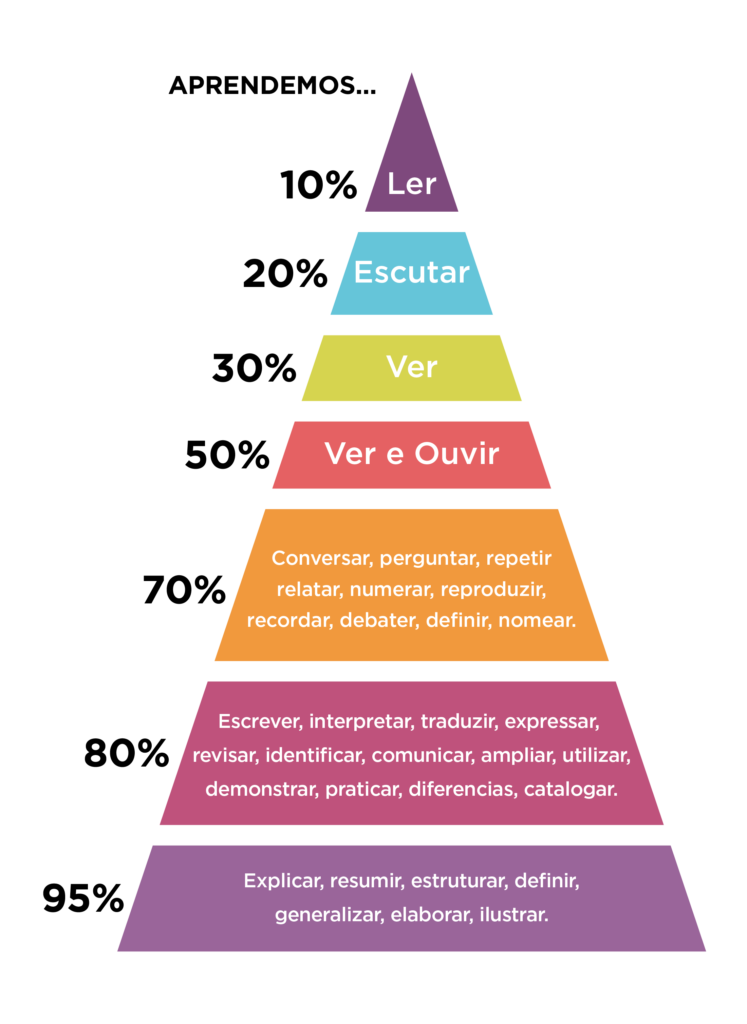 APRENDEMOS...
10% Ler
20% Escutar
30% Ver
50% Ver e Ouvir
70%
Conversar, perguntar, repetir
relatar, numerar, reproduzir,
recordar, debater, definir, nomear.
80%
Escrever, interpretar, traduzir, expressar,
revisar, identificar, comunicar, ampliar, utilizar,
demonstrar, praticar, diferencias, catalogar.
95%
Explicar, resumir, estruturar, definir,
generalizar, elaborar, ilustrar.